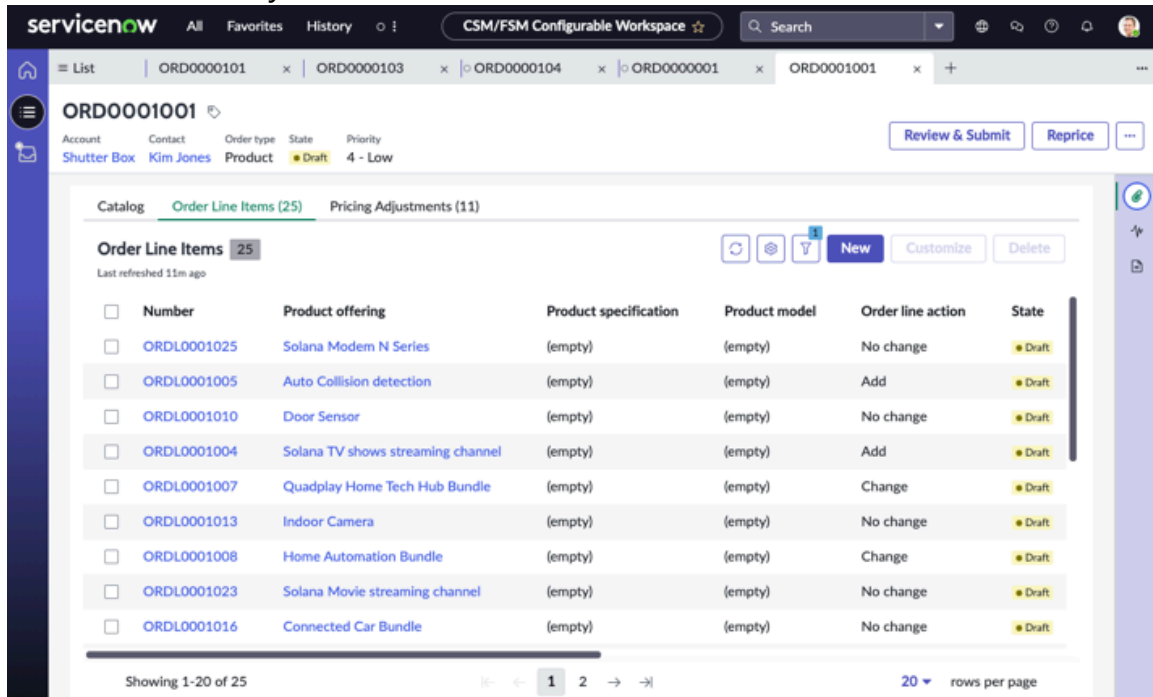 servicenow All Favorites History CSM/FSM Configurable Workspace Search
List ORD0000101 ORD0000103 ORD0000104 ORD0000001 ORD0001001
ORD0001001
Account Contact Order type State Priority
Shutter Box Kim Jones Product Draft 4 - Low
Review & Submit Reprice
Catalog Order Line Items (25) Pricing Adjustments (11)
Order Line Items 25
Last refreshed 11m ago
1
New Customize Delete
Number Product offering Product specification Product model Order line action State
ORDL0001025 Solana Modem N Series (empty) (empty) No change Draft
ORDL0001005 Auto Collision detection (empty) (empty) Add Draft
ORDL0001010 Door Sensor (empty) (empty) No change Draft
ORDL0001004 Solana TV shows streaming channel (empty) (empty) Add Draft
ORDL0001007 Quadplay Home Tech Hub Bundle (empty) (empty) Change Draft
ORDL0001013 Indoor Camera (empty) (empty) No change Draft
ORDL0001008 Home Automation Bundle (empty) (empty) Change Draft
ORDL0001023 Solana Movie streaming channel (empty) (empty) No change Draft
ORDL0001016 Connected Car Bundle (empty) (empty) No change Draft
Showing 1-20 of 25 1 2 20 rows per page